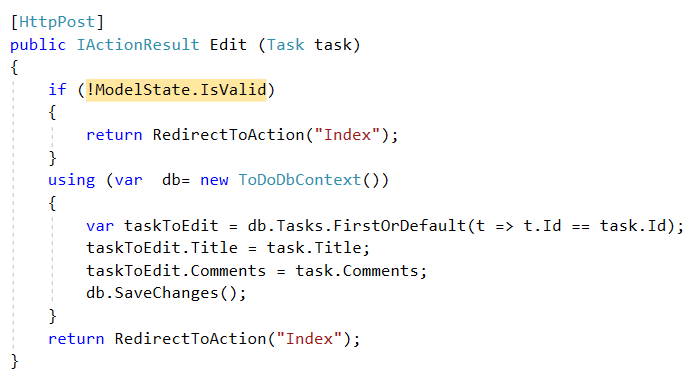 [HttpPost]
public IActionResult Edit (Task task)
{
    if (!ModelState.IsValid)
    {
        return RedirectToAction("Index");
    }
    using (var  db= new ToDoDbContext())
    {
        var taskToEdit = db.Tasks.FirstOrDefault(t => t.Id == task.Id);
        taskToEdit.Title = task.Title;
        taskToEdit.Comments = task.Comments;
        db.SaveChanges();
    }
    return RedirectToAction("Index");
}